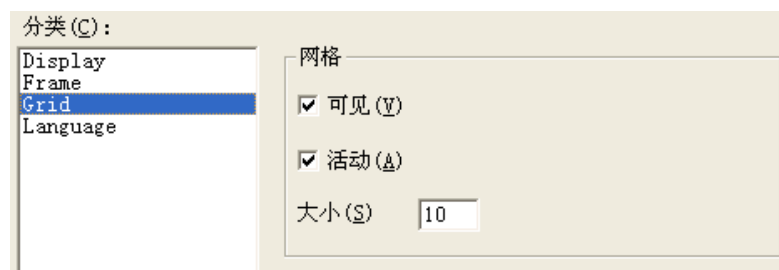 分类(C):
Display
Frame
Grid
Language
网格
可见(V)
活动(A)
大小(S) 10